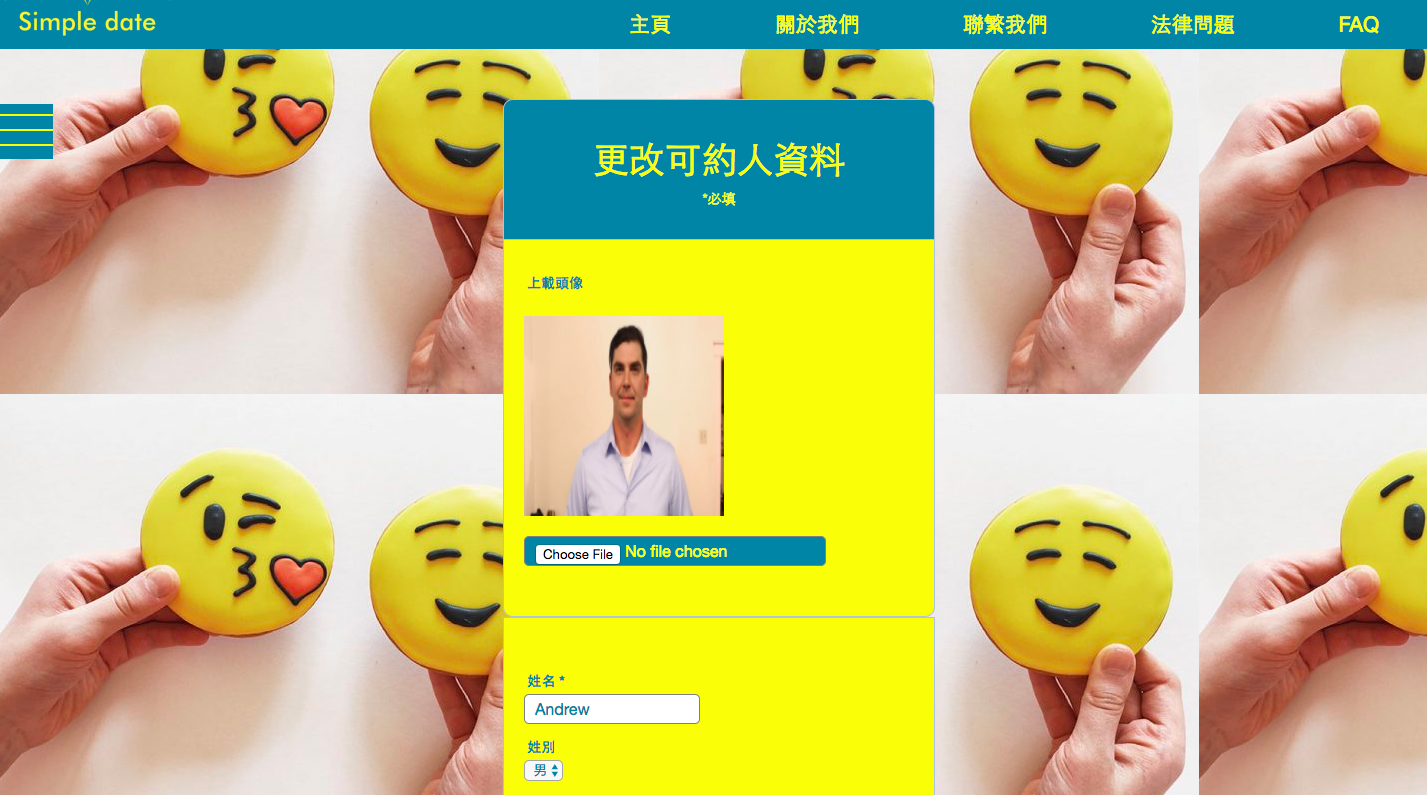 Simple date
主頁 關於我們 聯繁我們 法律問題 FAQ
更改可約人資料
*必填
上載頭像
Choose File No file chosen
姓名 *
Andrew
姓別
男